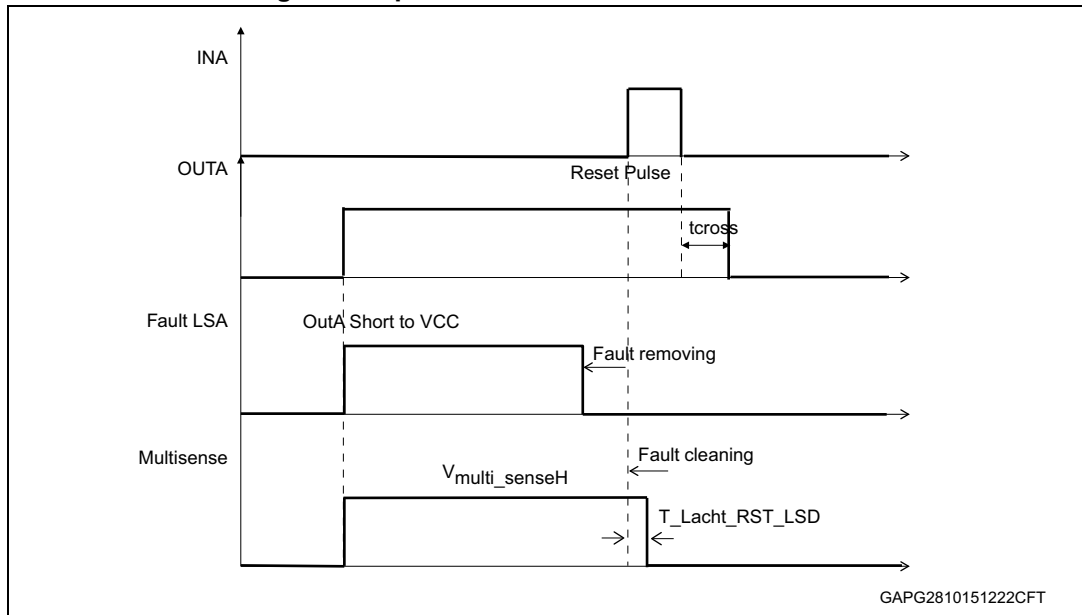 INA
Reset Pulse
OUTA
tcross
Fault LSA
OutA Short to VCC
Fault removing
Multisense
Vmulti_senseH
Fault cleaning
T_Lacht_RST_LSD
GAPG2810151222CFT